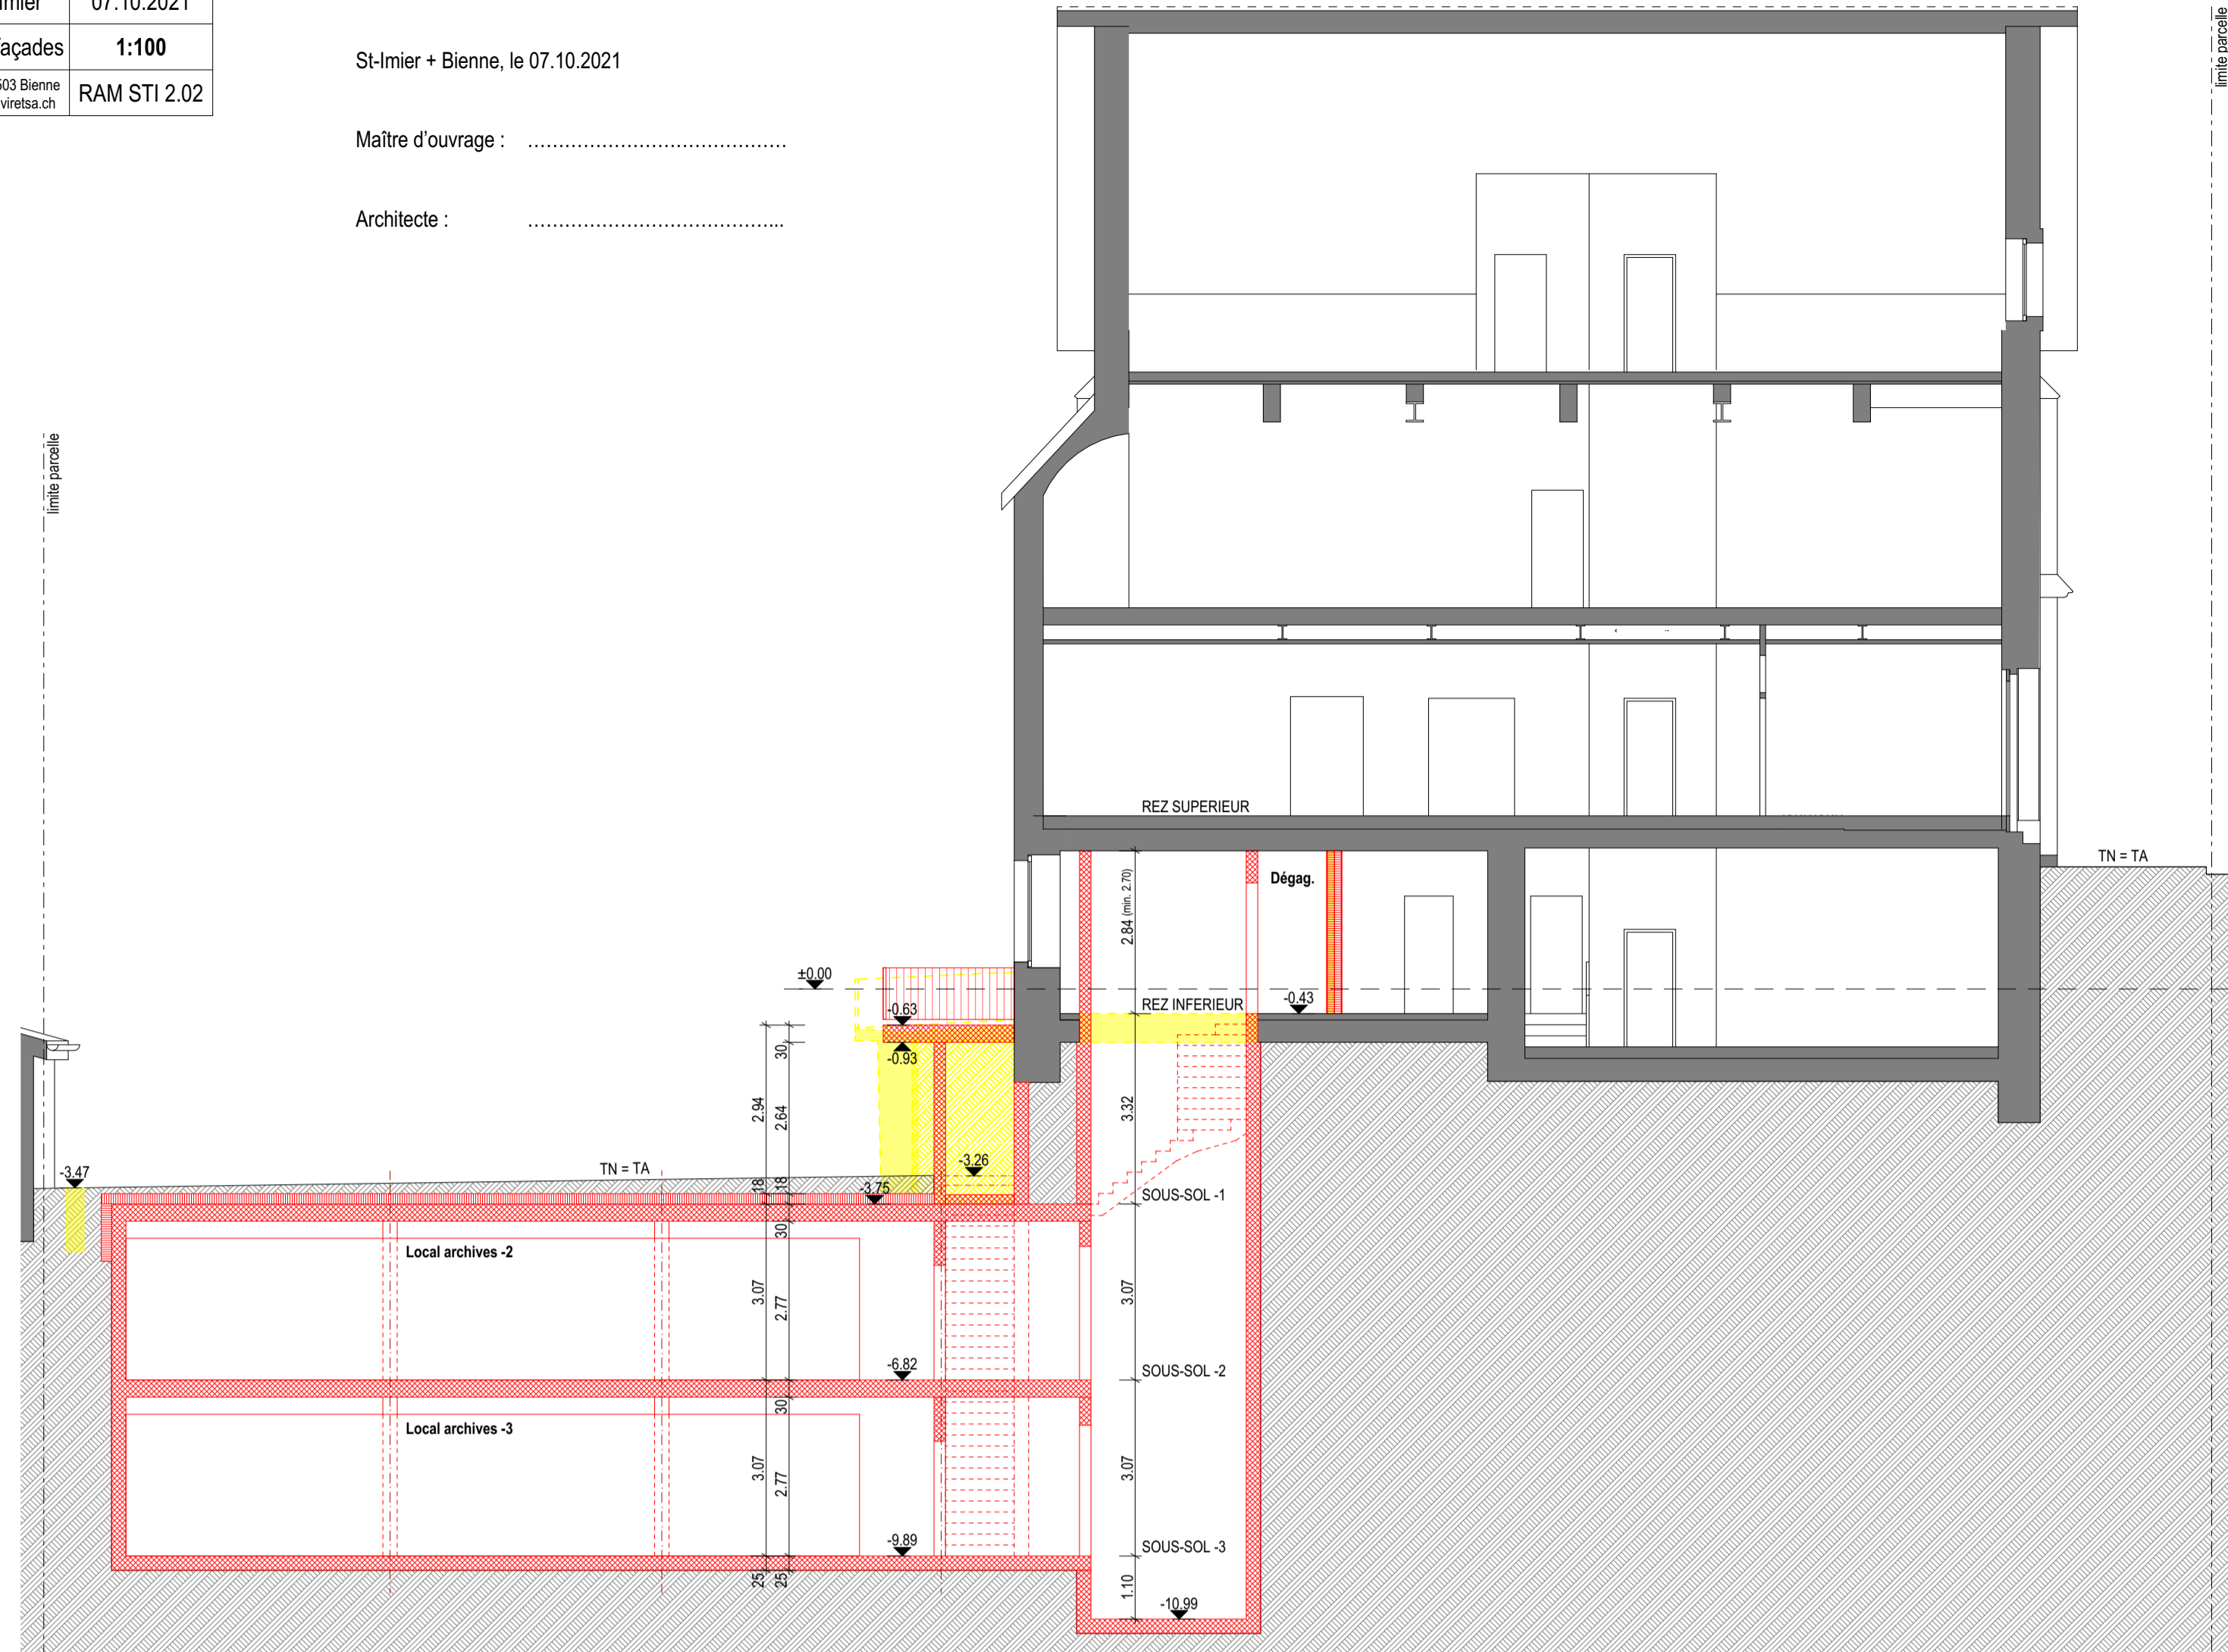 07.10.2021
façades 1:100
503 Bienne
viretsa.ch
RAM STI 2.02
St-Imier + Bienne, le 07.10.2021
Maître d'ouvrage : ..........................................
Architecte : ..........................................
limite parcelle
limite parcelle
REZ SUPERIEUR
TN = TA
Dégag.
2.84 (min. 2.70)
±0.00
-0.63
REZ INFERIEUR
-0.43
30
-0.93
2.94
2.64
3.32
-3.47
TN = TA
-3.26
18
18
-3.75
SOUS-SOL -1
30
Local archives -2
3.07
2.77
3.07
-6.82
SOUS-SOL -2
30
Local archives -3
3.07
2.77
3.07
-9.89
SOUS-SOL -3
25
25
1.10
-10.99